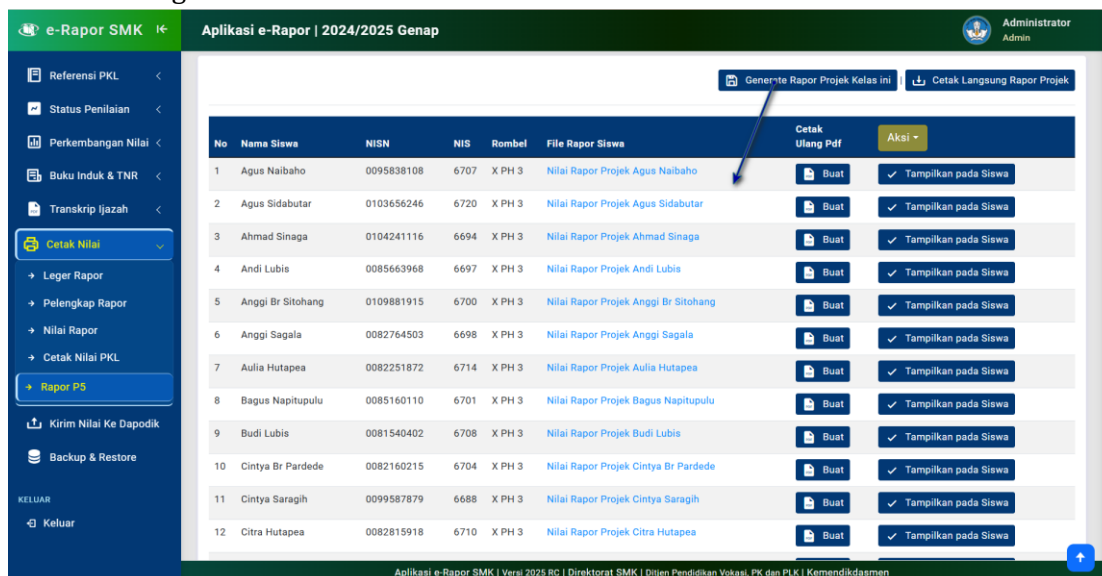 e-Rapor SMK
Aplikasi e-Rapor | 2024/2025 Genap
Administrator
Admin
Referensi PKL
Status Penilaian
Perkembangan Nilai
Buku Induk & TNR
Transkrip Ijazah
Cetak Nilai
Leger Rapor
Pelengkap Rapor
Nilai Rapor
Cetak Nilai PKL
Rapor P5
Kirim Nilai Ke Dapodik
Backup & Restore
KELUAR
Keluar
Generate Rapor Projek Kelas ini | Cetak Langsung Rapor Projek
No Nama Siswa NISN NIS Rombel File Rapor Siswa Cetak Ulang Pdf Aksi
1 Agus Naibaho 0095838108 6707 X PH 3 Nilai Rapor Projek Agus Naibaho Buat Tampilkan pada Siswa
2 Agus Sidabutar 0103656246 6720 X PH 3 Nilai Rapor Projek Agus Sidabutar Buat Tampilkan pada Siswa
3 Ahmad Sinaga 0104241116 6694 X PH 3 Nilai Rapor Projek Ahmad Sinaga Buat Tampilkan pada Siswa
4 Andi Lubis 0085663968 6697 X PH 3 Nilai Rapor Projek Andi Lubis Buat Tampilkan pada Siswa
5 Anggi Br Sitohang 0109881915 6700 X PH 3 Nilai Rapor Projek Anggi Br Sitohang Buat Tampilkan pada Siswa
6 Anggi Sagala 0082764503 6698 X PH 3 Nilai Rapor Projek Anggi Sagala Buat Tampilkan pada Siswa
7 Aulia Hutapea 0082251872 6714 X PH 3 Nilai Rapor Projek Aulia Hutapea Buat Tampilkan pada Siswa
8 Bagus Napitupulu 0085160110 6701 X PH 3 Nilai Rapor Projek Bagus Napitupulu Buat Tampilkan pada Siswa
9 Budi Lubis 0081540402 6708 X PH 3 Nilai Rapor Projek Budi Lubis Buat Tampilkan pada Siswa
10 Cintya Br Pardede 0082160215 6704 X PH 3 Nilai Rapor Projek Cintya Br Pardede Buat Tampilkan pada Siswa
11 Cintya Saragih 0099587879 6688 X PH 3 Nilai Rapor Projek Cintya Saragih Buat Tampilkan pada Siswa
12 Citra Hutapea 0082815918 6710 X PH 3 Nilai Rapor Projek Citra Hutapea Buat Tampilkan pada Siswa
Aplikasi e-Rapor SMK | Versi 2025 RC | Direktorat SMK | Ditjen Pendidikan Vokasi, PK dan PLK | Kemendikdasmen